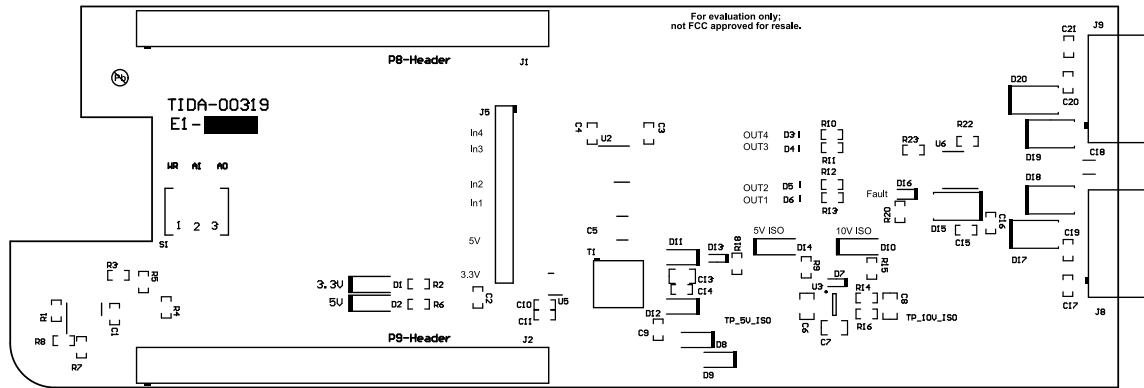 For evaluation only;
not FCC approved for resale.
C21
J9
P8-Header
J1
Pb
D20
C20
TIDA-00319
E1-
J5
In4
In3
C4
U2
C3
OUT4 D3 R10
OUT3 D4 R11
R22
R23
U6
D19
C18
WR A1 A0
In2
In1
OUT2 D5 R12
OUT1 D6 R13
Fault D16
D18
R20
1 2 3
S1
C5
5V
T1
D11
D13
R18
5V ISO
D14
10V ISO
D10
D15
C15
C16
D17
C19
R3
R5
3.3V
3.3V D1 R2
5V D2 R6
C2
C10
C11
U5
C13
C14
R9
D7
R15
U3
R14
R16
C8
C17
J8
R1
C1
R4
R8
R7
D12
C9
TP_5V_ISO
C6
C7
TP_10V_ISO
P9-Header
J2
D8
D9